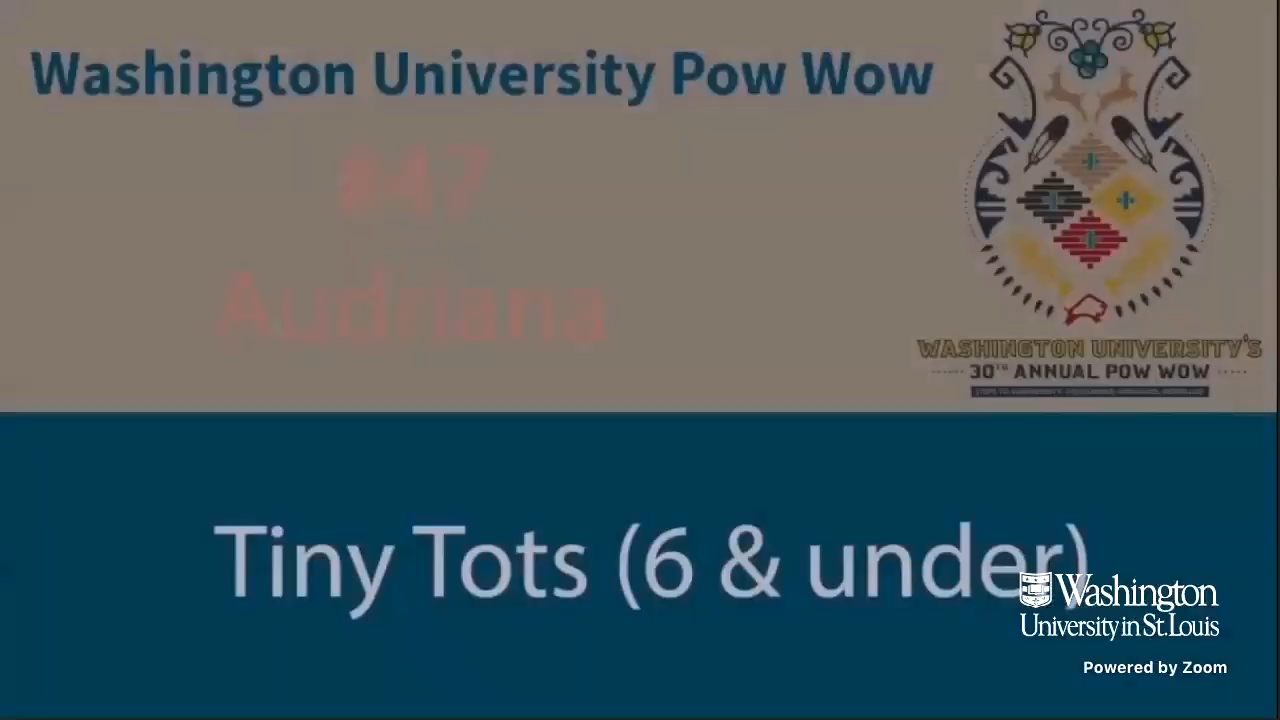 Washington University Pow Wow
#47
Audriana
WASHINGTON UNIVERSITY'S
30TH ANNUAL POW WOW
Tiny Tots (6 & under)
Washington
University in St. Louis
Powered by Zoom